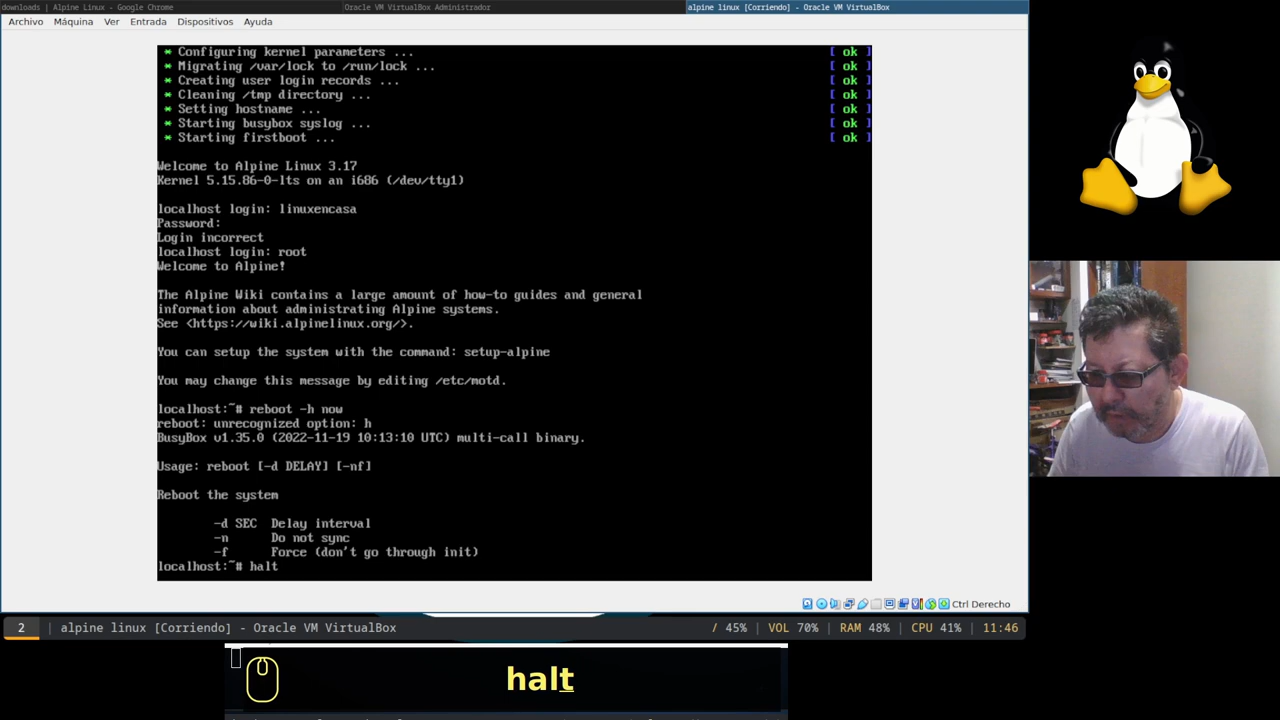 downloads | Alpine Linux - Google Chrome
Oracle VM VirtualBox Administrador
alpine linux [Corriendo] - Oracle VM VirtualBox
Archivo Máquina Ver Entrada Dispositivos Ayuda
* Configuring kernel parameters ... [ ok ]
* Migrating /var/lock to /run/lock ... [ ok ]
* Creating user login records ... [ ok ]
* Cleaning /tmp directory ... [ ok ]
* Setting hostname ... [ ok ]
* Starting busybox syslog ... [ ok ]
* Starting firstboot ... [ ok ]
Welcome to Alpine Linux 3.17
Kernel 5.15.86-0-lts on an i686 (/dev/tty1)
localhost login: linuxencasa
Password:
Login incorrect
localhost login: root
Welcome to Alpine!
The Alpine Wiki contains a large amount of how-to guides and general
information about administrating Alpine systems.
See <https://wiki.alpinelinux.org/>.
You can setup the system with the command: setup-alpine
You may change this message by editing /etc/motd.
localhost:~# reboot -h now
reboot: unrecognized option: h
BusyBox v1.35.0 (2022-11-19 10:13:10 UTC) multi-call binary.
Usage: reboot [-d DELAY] [-nf]
Reboot the system
-d SEC Delay interval
-n Do not sync
-f Force (don't go through init)
localhost:~# halt
Ctrl Derecho
2 | alpine linux [Corriendo] - Oracle VM VirtualBox / 45% | VOL 70% | RAM 48% | CPU 41% | 11:46
halt